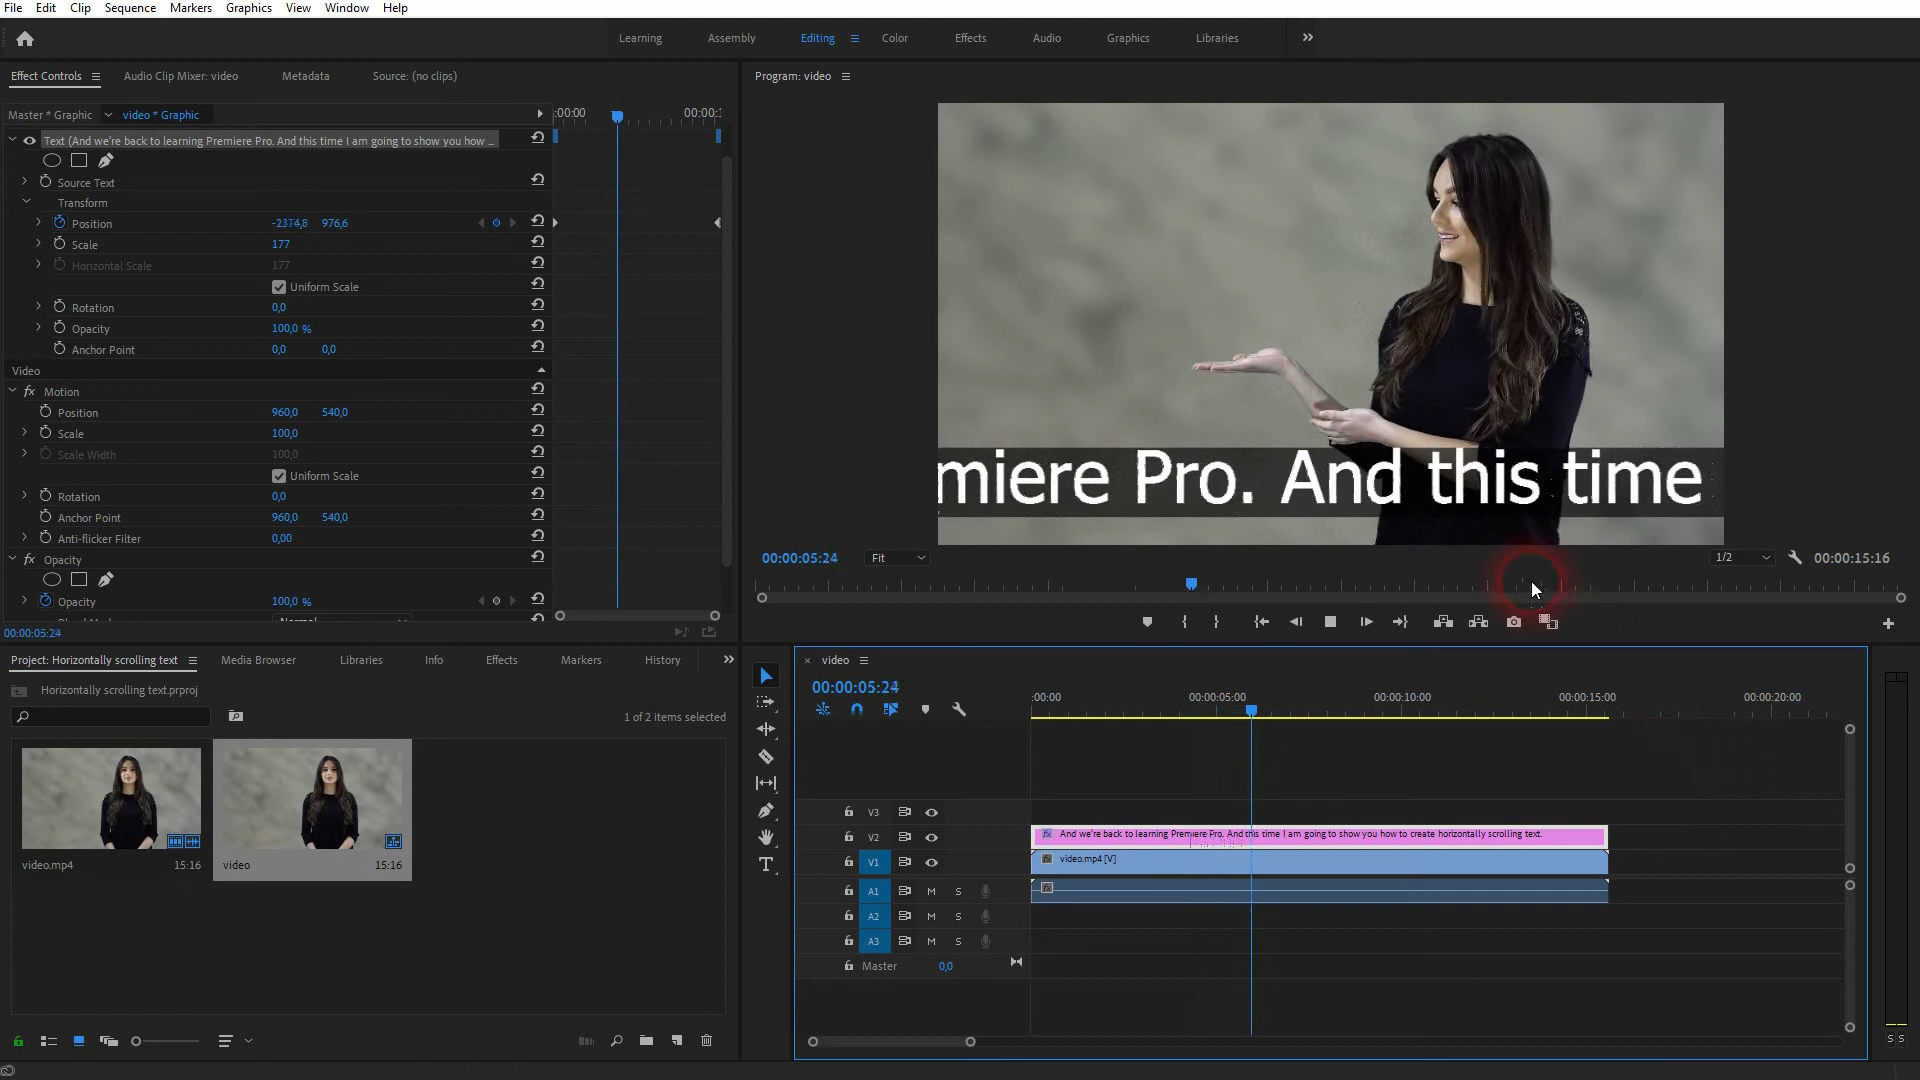 File Edit Clip Sequence Markers Graphics View Window Help
Learning Assembly Editing Color Effects Audio Graphics Libraries
Effect Controls Audio Clip Mixer: video Metadata Source: (no clips)
Master * Graphic video * Graphic
:00:00 00:00:1
Text (And we're back to learning Premiere Pro. And this time I am going to show you how ...
Source Text
Transform
Position -2374,8 976,6
Scale 177
Horizontal Scale 177
Uniform Scale
Rotation 0,0
Opacity 100,0 %
Anchor Point 0,0 0,0
Video
fx Motion
Position 960,0 540,0
Scale 100,0
Scale Width 100,0
Uniform Scale
Rotation 0,0
Anchor Point 960,0 540,0
Anti-flicker Filter 0,00
fx Opacity
Opacity 100,0 %
00:00:05:24
Program: video
miere Pro. And this time
00:00:05:24 Fit 1/2 00:00:15:16
Project: Horizontally scrolling text Media Browser Libraries Info Effects Markers History
Horizontally scrolling text.prproj
1 of 2 items selected
video.mp4 15:16
video 15:16
video
00:00:05:24
:00:00 00:00:05:00 00:00:10:00 00:00:15:00 00:00:20:00
V3
V2 fx And we're back to learning Premiere Pro. And this time I am going to show you how to create horizontally scrolling text.
V1 fx video.mp4 [V]
A1 M S fx
A2 M S
A3 M S
Master 0,0
S S